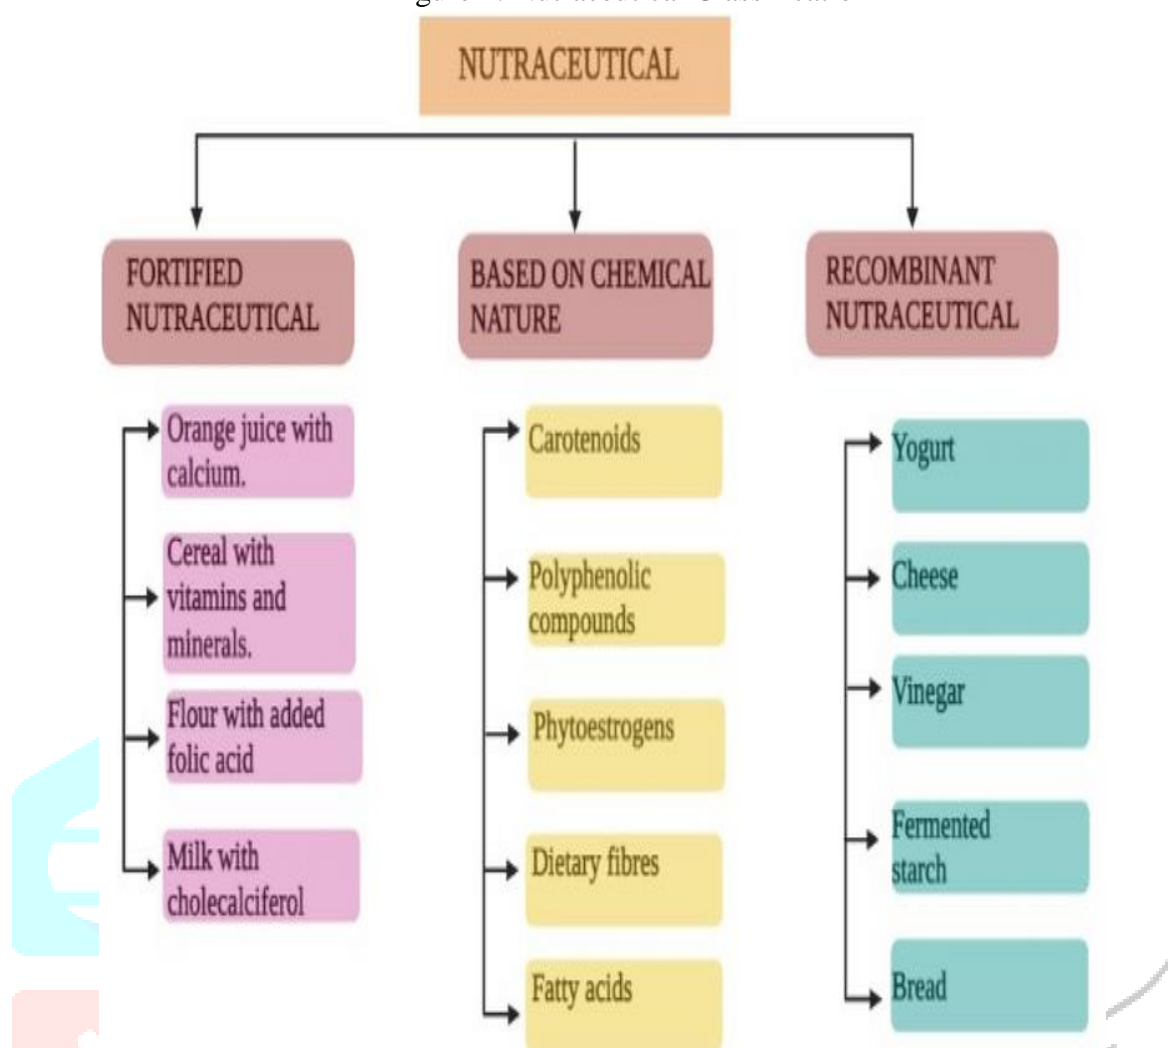 NUTRACEUTICAL
FORTIFIED
NUTRACEUTICAL
Orange juice with
calcium.
Cereal with
vitamins and
minerals.
Flour with added
folic acid
Milk with
cholecalciferol
BASED ON CHEMICAL
NATURE
Carotenoids
Polyphenolic
compounds
Phytoestrogens
Dietary fibres
Fatty acids
RECOMBINANT
NUTRACEUTICAL
Yogurt
Cheese
Vinegar
Fermented
starch
Bread